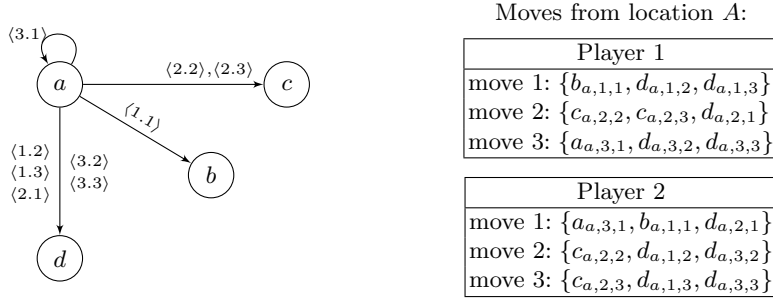 Moves from location A:
⟨3.1⟩
a
⟨2.2⟩,⟨2.3⟩
c
⟨1.1⟩
b
⟨1.2⟩
⟨1.3⟩
⟨2.1⟩
⟨3.2⟩
⟨3.3⟩
d
Player 1
move 1: {b_{a,1,1}, d_{a,1,2}, d_{a,1,3}}
move 2: {c_{a,2,2}, c_{a,2,3}, d_{a,2,1}}
move 3: {a_{a,3,1}, d_{a,3,2}, d_{a,3,3}}
Player 2
move 1: {a_{a,3,1}, b_{a,1,1}, d_{a,2,1}}
move 2: {c_{a,2,2}, d_{a,1,2}, d_{a,3,2}}
move 3: {c_{a,2,3}, d_{a,1,3}, d_{a,3,3}}